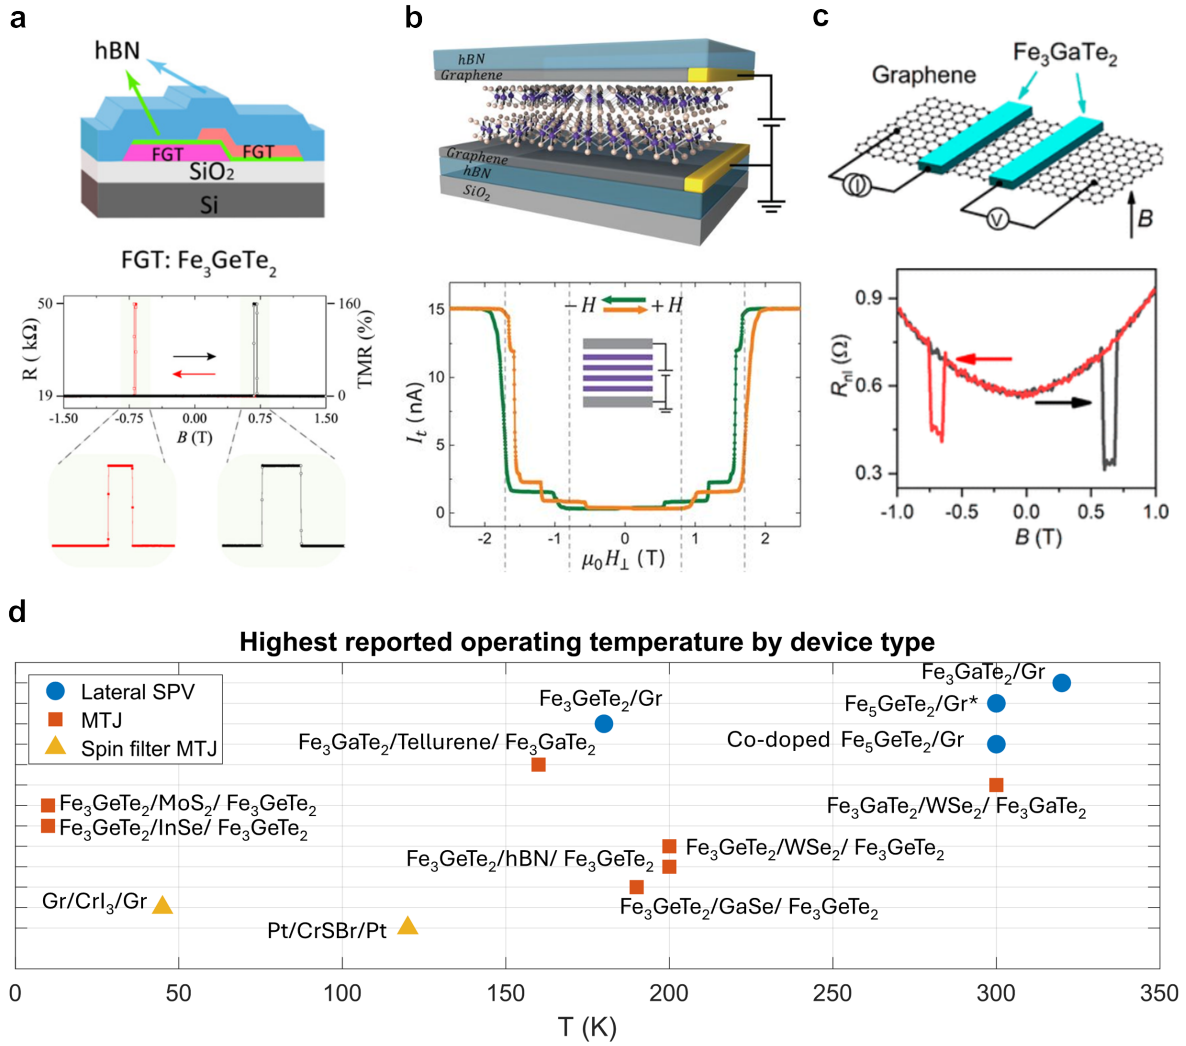 a
hBN
FGT
FGT
SiO2
Si
FGT: Fe3GeTe2
R ( kΩ)
50
19
160
0
TMR (%)
-1.50
-0.75
0.00
0.75
1.50
B (T)
b
hBN
Graphene
Graphene
hBN
SiO2
− H
+ H
It (nA)
15
10
5
0
-2
-1
0
1
2
μ0H⊥ (T)
c
Graphene
Fe3GaTe2
V
B
Rnl (Ω)
0.9
0.6
0.3
-1.0
-0.5
0.0
0.5
1.0
B (T)
d
Highest reported operating temperature by device type
Lateral SPV
MTJ
Spin filter MTJ
Fe3GaTe2/Gr
Fe3GeTe2/Gr
Fe5GeTe2/Gr*
Fe3GaTe2/Tellurene/ Fe3GaTe2
Co-doped Fe5GeTe2/Gr
Fe3GeTe2/MoS2/ Fe3GeTe2
Fe3GaTe2/WSe2/ Fe3GaTe2
Fe3GeTe2/InSe/ Fe3GeTe2
Fe3GeTe2/WSe2/ Fe3GeTe2
Fe3GeTe2/hBN/ Fe3GeTe2
Gr/CrI3/Gr
Fe3GeTe2/GaSe/ Fe3GeTe2
Pt/CrSBr/Pt
0
50
100
150
200
250
300
350
T (K)